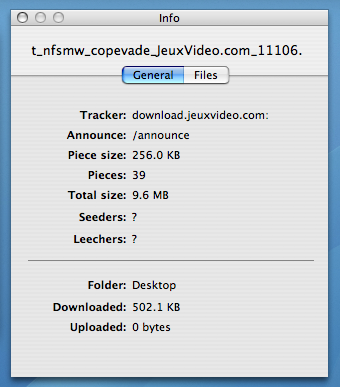 Info
t_nfsmw_copevade_JeuxVideo.com_11106.
General Files
Tracker: download.jeuxvideo.com:
Announce: /announce
Piece size: 256.0 KB
Pieces: 39
Total size: 9.6 MB
Seeders: ?
Leechers: ?
Folder: Desktop
Downloaded: 502.1 KB
Uploaded: 0 bytes